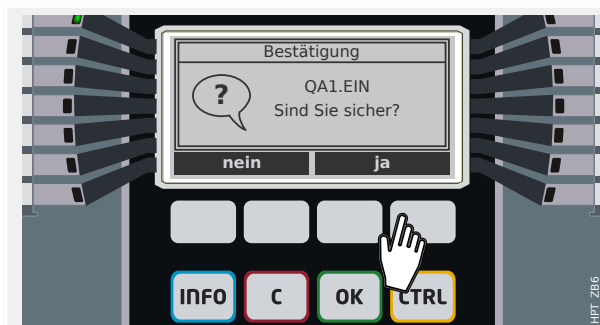 Bestätigung
?
QA1.EIN
Sind Sie sicher?
nein ja
INFO C OK CTRL
HPT ZB6